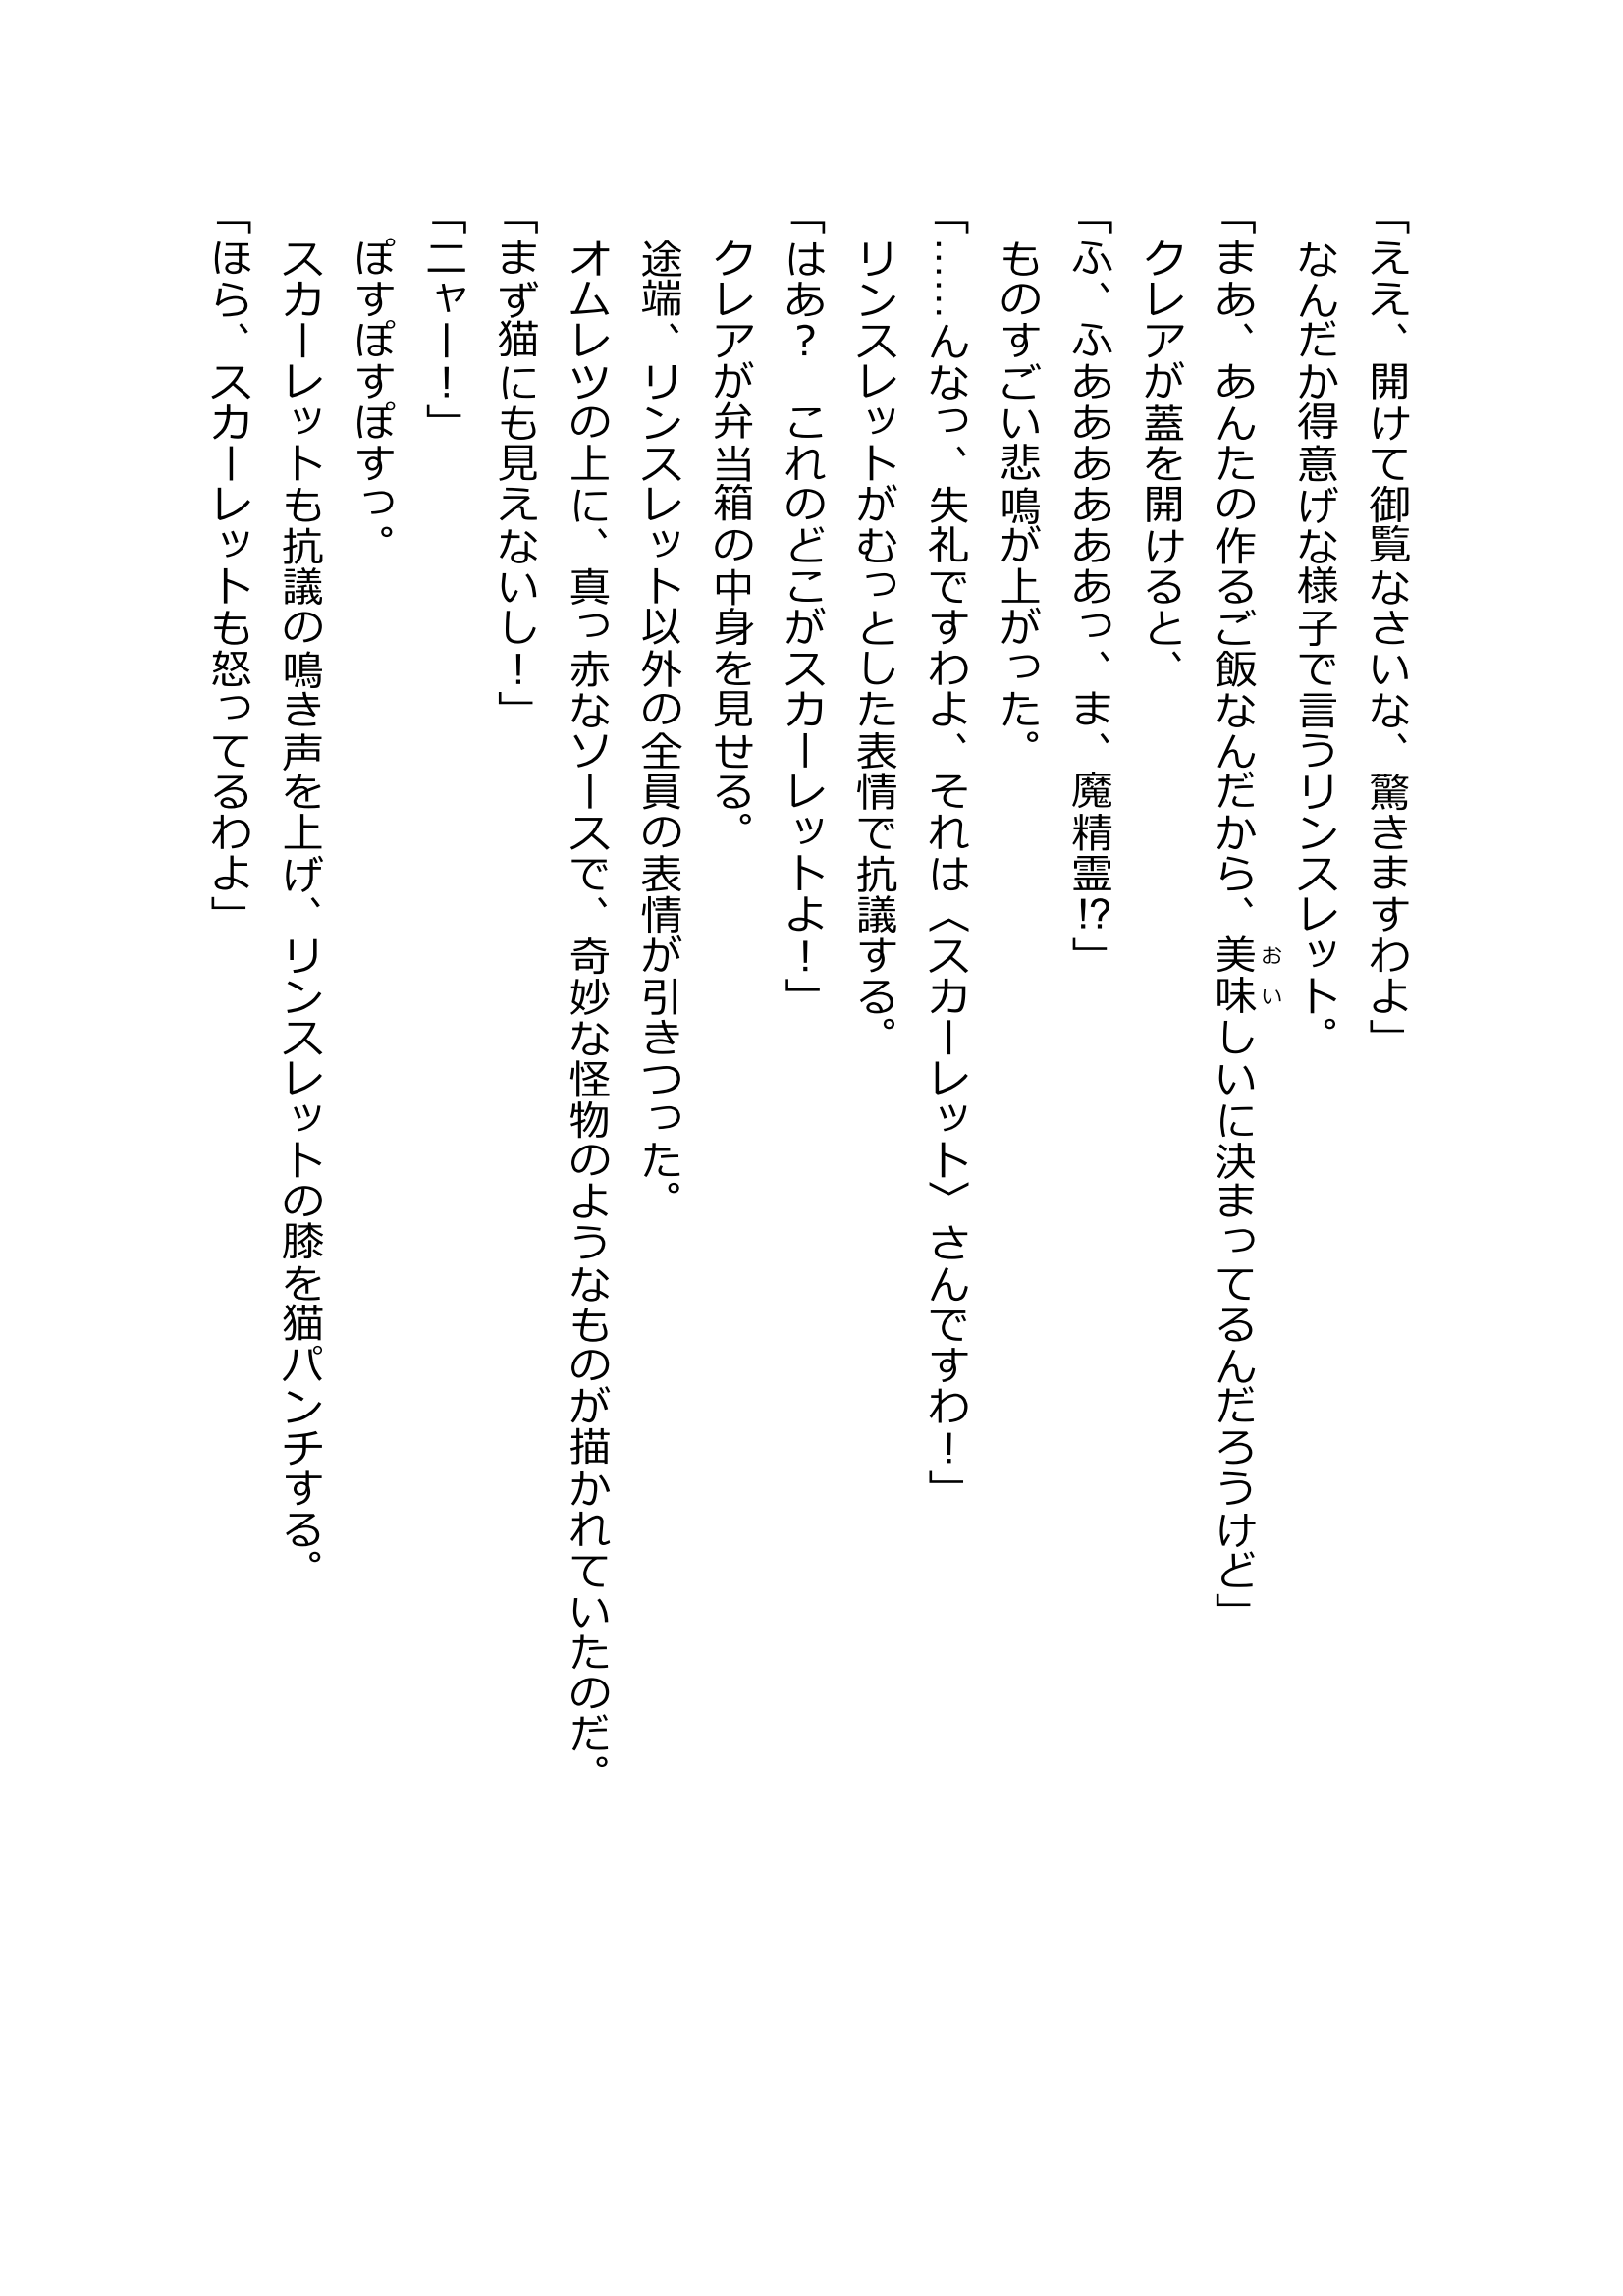 「ええ、開けて御覧なさいな、驚きますわよ」
なんだか得意げな様子で言うリンスレット。
「まあ、あんたの作るご飯なんだから、美味しいに決まってるんだろうけど」
おい
クレアが蓋を開けると、
「ふ、ふああああああっ、ま、魔精霊⁉」
ものすごい悲鳴が上がった。
「……んなっ、失礼ですわよ、それは〈スカーレット〉さんですわ！」
リンスレットがむっとした表情で抗議する。
「はあ？　これのどこがスカーレットよ！」
クレアが弁当箱の中身を見せる。
途端、リンスレット以外の全員の表情が引きつった。
オムレツの上に、真っ赤なソースで、奇妙な怪物のようなものが描かれていたのだ。
「まず猫にも見えないし！」
「ニャー！」
ぽすぽすぽすっ。
スカーレットも抗議の鳴き声を上げ、リンスレットの膝を猫パンチする。
「ほら、スカーレットも怒ってるわよ」